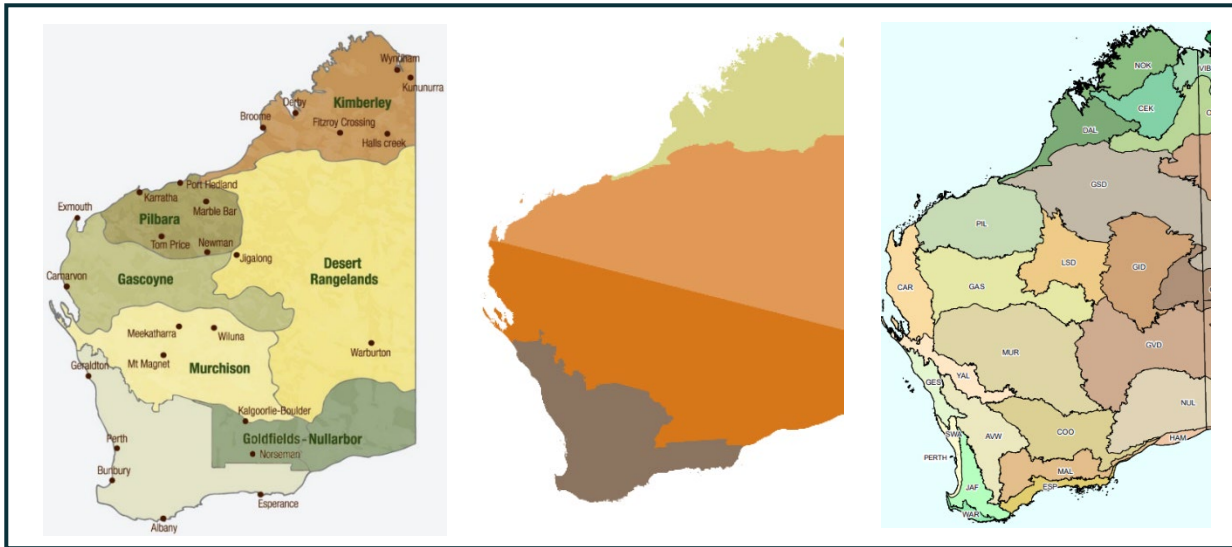 Wyndham
Kununurra
Kimberley
Derby
Broome
Fitzroy Crossing
Halls creek
Port Hedland
Karratha
Marble Bar
Exmouth
Pilbara
Tom Price
Newman
Jigalong
Desert
Rangelands
Gascoyne
Carnarvon
Meekatharra
Wiluna
Warburton
Mt Magnet
Geraldton
Murchison
Kalgoorlie-Boulder
Goldfields-Nullarbor
Norseman
Perth
Bunbury
Esperance
Albany
NOK
VIB
CEK
DAL
GSD
PIL
LSD
GID
CAR
GAS
MUR
GVD
YAL
GES
NUL
COO
SWA
AVW
HAM
PERTH
MAL
ESP
JAF
WAR